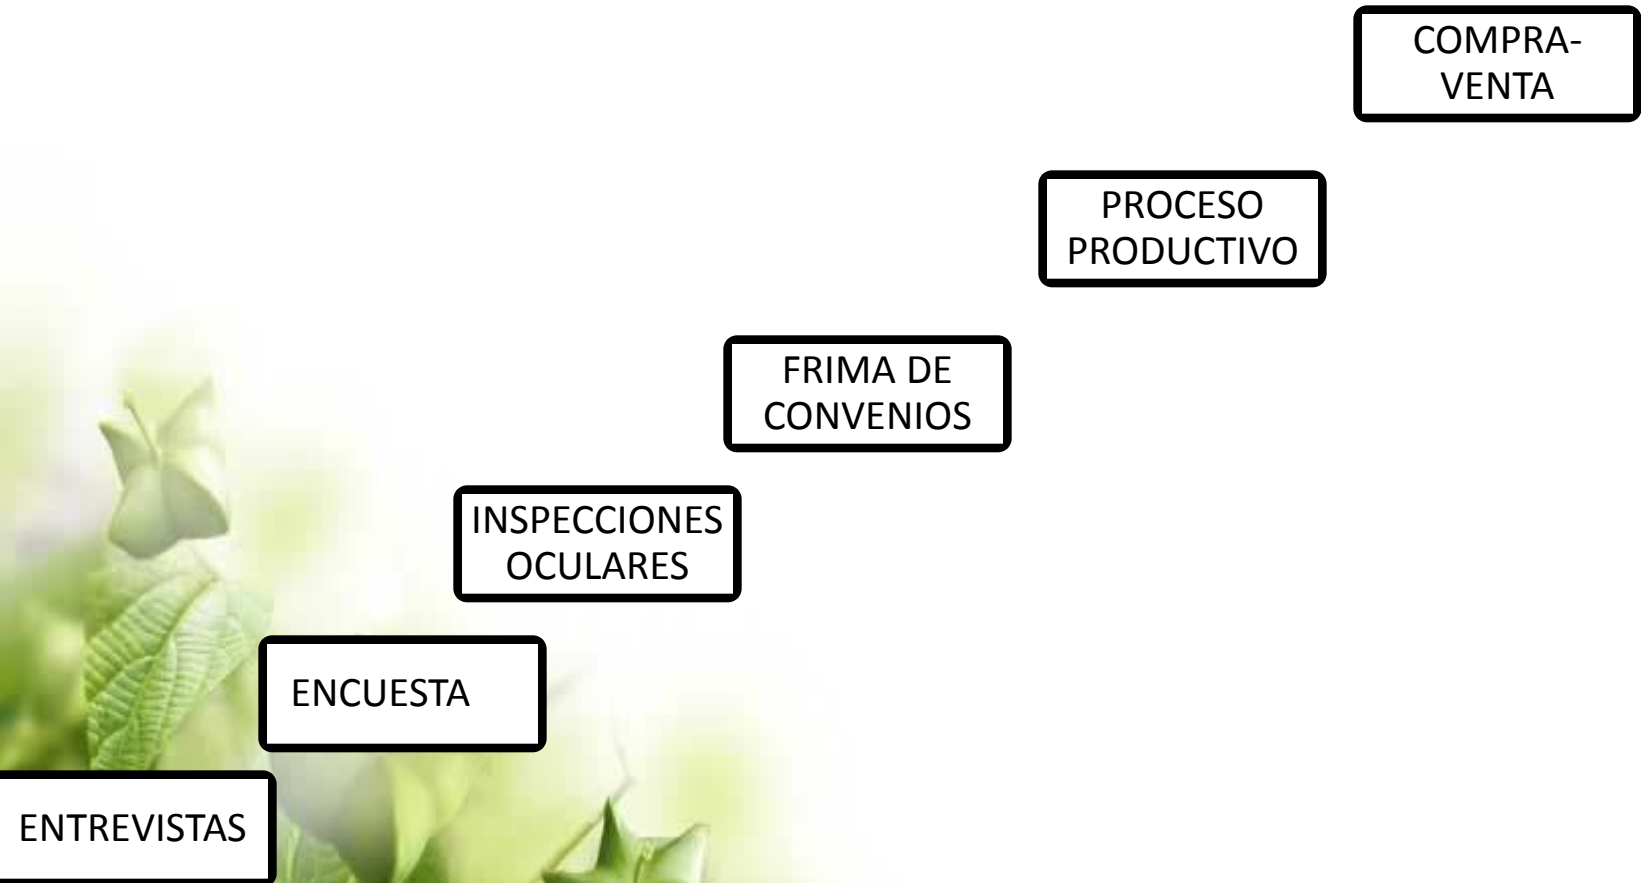 COMPRA-
VENTA
PROCESO
PRODUCTIVO
FRIMA DE
CONVENIOS
INSPECCIONES
OCULARES
ENCUESTA
ENTREVISTAS